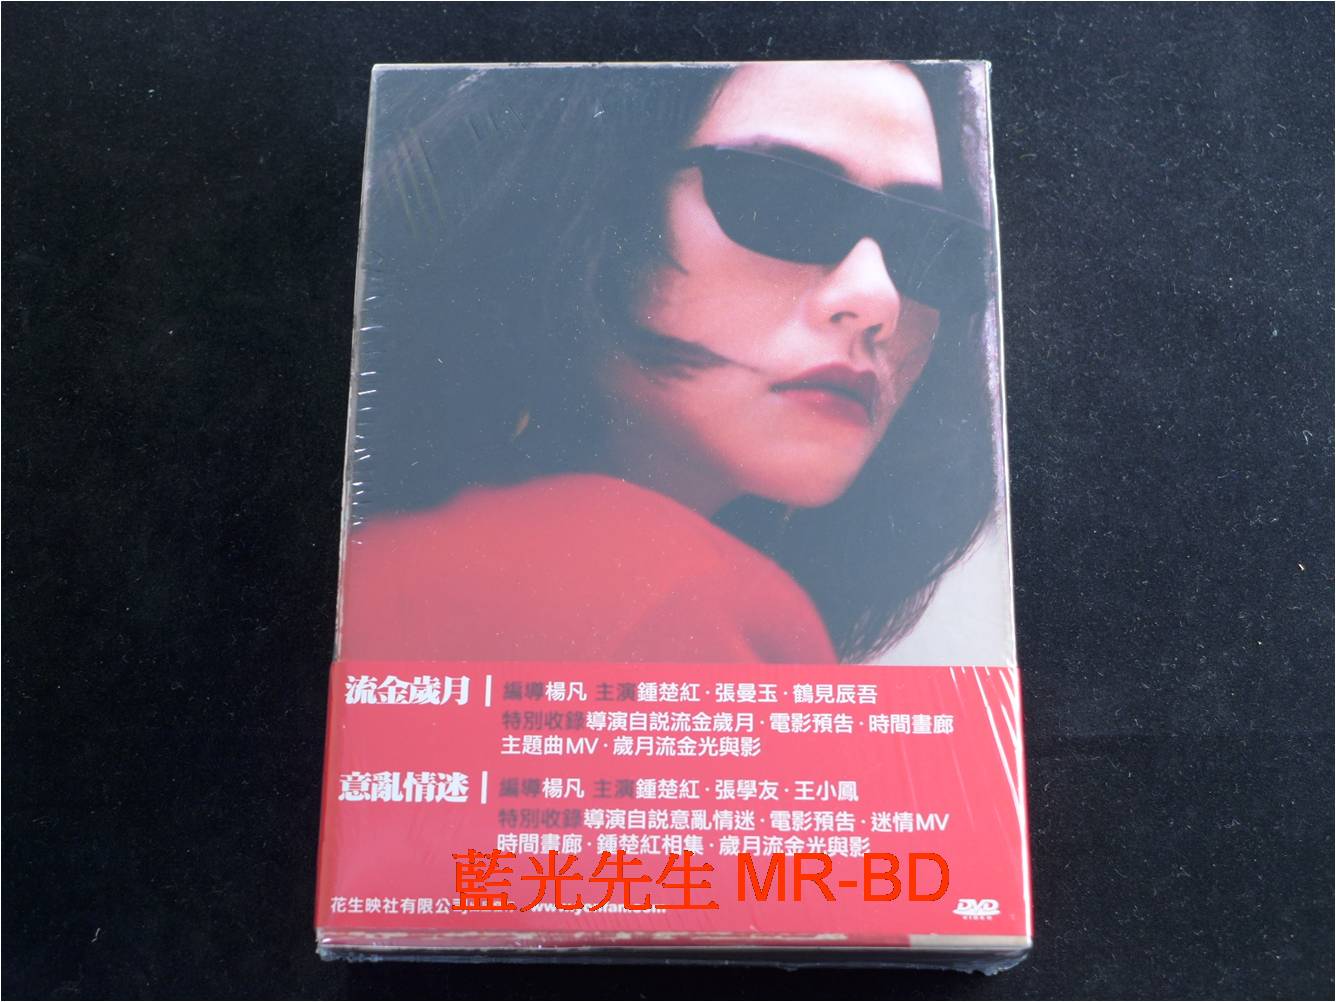 流金歲月 | 編導楊凡 主演鍾楚紅·張曼玉·鶴見辰吾
特別收錄導演自説流金歲月·電影預告·時間畫廊
主題曲MV·歲月流金光與影
意亂情迷 | 編導楊凡 主演鍾楚紅·張學友·王小鳳
特別收錄導演自説意亂情迷·電影預告·迷情MV
時間畫廊·鍾楚紅相集·歲月流金光與影
藍光先生 MR-BD
花生映社有限公司
DVD
VIDEO